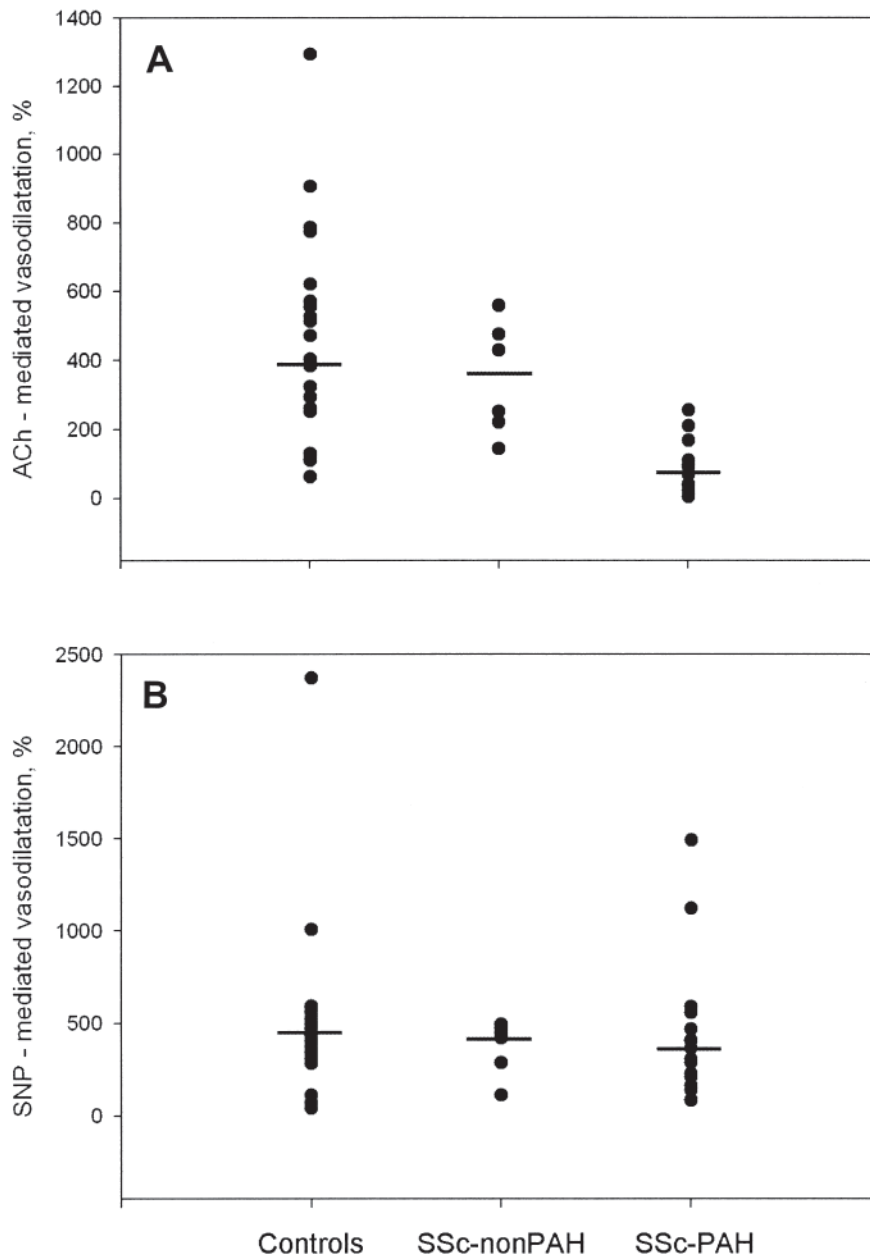 A
ACh - mediated vasodilatation, %
1400
1200
1000
800
600
400
200
0
B
SNP - mediated vasodilatation, %
2500
2000
1500
1000
500
0
Controls SSc-nonPAH SSc-PAH